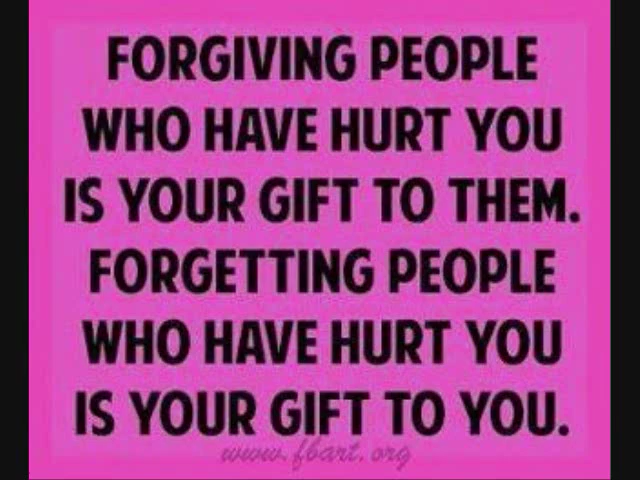 FORGIVING PEOPLE
WHO HAVE HURT YOU
IS YOUR GIFT TO THEM.
FORGETTING PEOPLE
WHO HAVE HURT YOU
IS YOUR GIFT TO YOU.
www.fbart.org